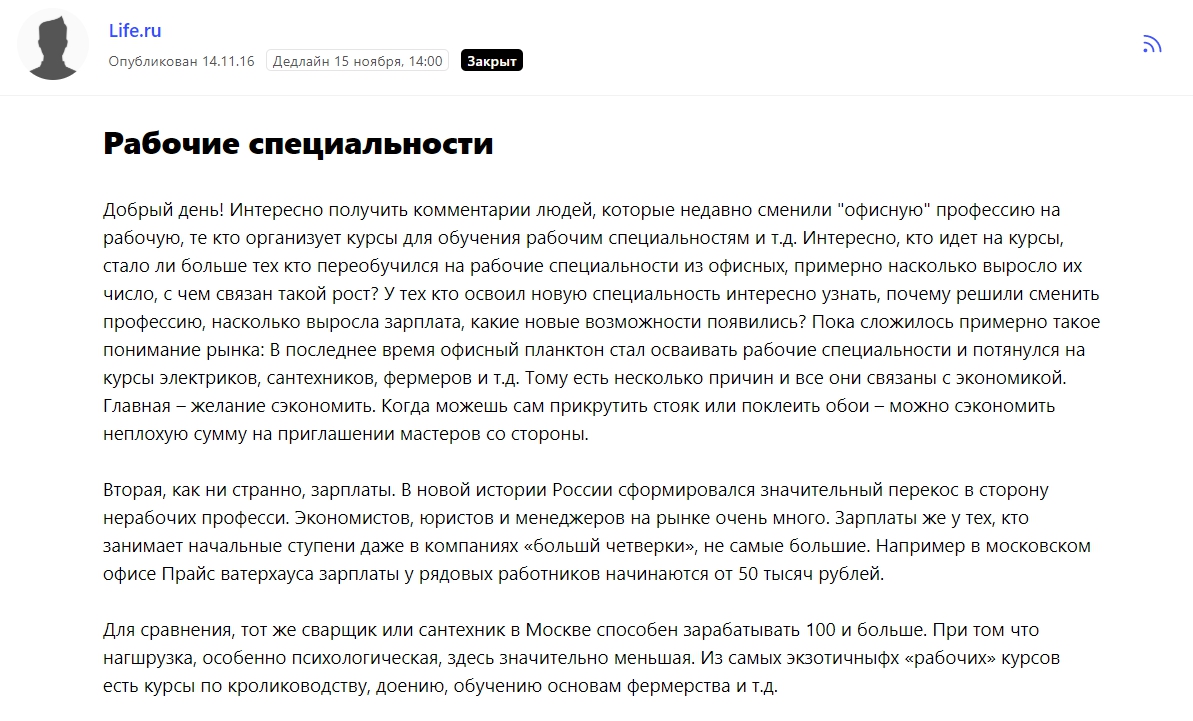 Life.ru
Опубликован 14.11.16 Дедлайн 15 ноября, 14:00 Закрыт
Рабочие специальности
Добрый день! Интересно получить комментарии людей, которые недавно сменили "офисную" профессию на
рабочую, те кто организует курсы для обучения рабочим специальностям и т.д. Интересно, кто идет на курсы,
стало ли больше тех кто переобучился на рабочие специальности из офисных, примерно насколько выросло их
число, с чем связан такой рост? У тех кто освоил новую специальность интересно узнать, почему решили сменить
профессию, насколько выросла зарплата, какие новые возможности появились? Пока сложилось примерно такое
понимание рынка: В последнее время офисный планктон стал осваивать рабочие специальности и потянулся на
курсы электриков, сантехников, фермеров и т.д. Тому есть несколько причин и все они связаны с экономикой.
Главная – желание сэкономить. Когда можешь сам прикрутить стояк или поклеить обои – можно сэкономить
неплохую сумму на приглашении мастеров со стороны.
Вторая, как ни странно, зарплаты. В новой истории России сформировался значительный перекос в сторону
нерабочих професси. Экономистов, юристов и менеджеров на рынке очень много. Зарплаты же у тех, кто
занимает начальные ступени даже в компаниях «большй четверки», не самые большие. Например в московском
офисе Прайс ватерхауса зарплаты у рядовых работников начинаются от 50 тысяч рублей.
Для сравнения, тот же сварщик или сантехник в Москве способен зарабатывать 100 и больше. При том что
нагшрузка, особенно психологическая, здесь значительно меньшая. Из самых экзотичныфх «рабочих» курсов
есть курсы по кролиководству, доению, обучению основам фермерства и т.д.